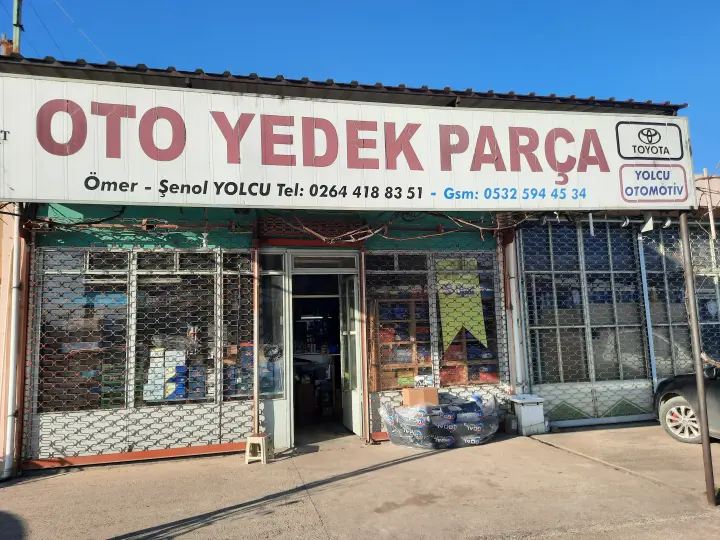 OTO YEDEK PARÇA
Ömer - Şenol YOLCU Tel: 0264 418 83 51 - Gsm: 0532 594 45 34
TOYOTA
YOLCU
OTOMOTİV